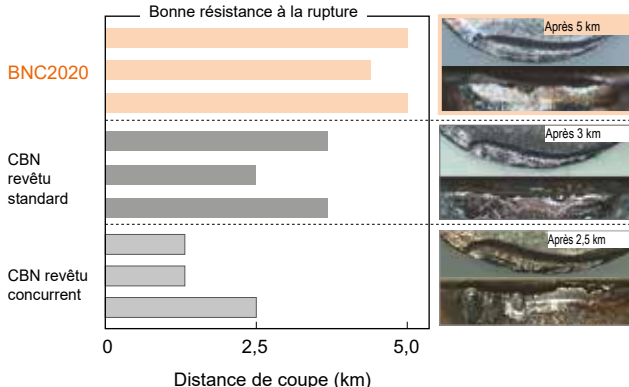 Bonne résistance à la rupture
BNC2020
Après 5 km
CBN
revêtu
standard
Après 3 km
CBN revêtu
concurrent
Après 2,5 km
0
2,5
5,0
Distance de coupe (km)